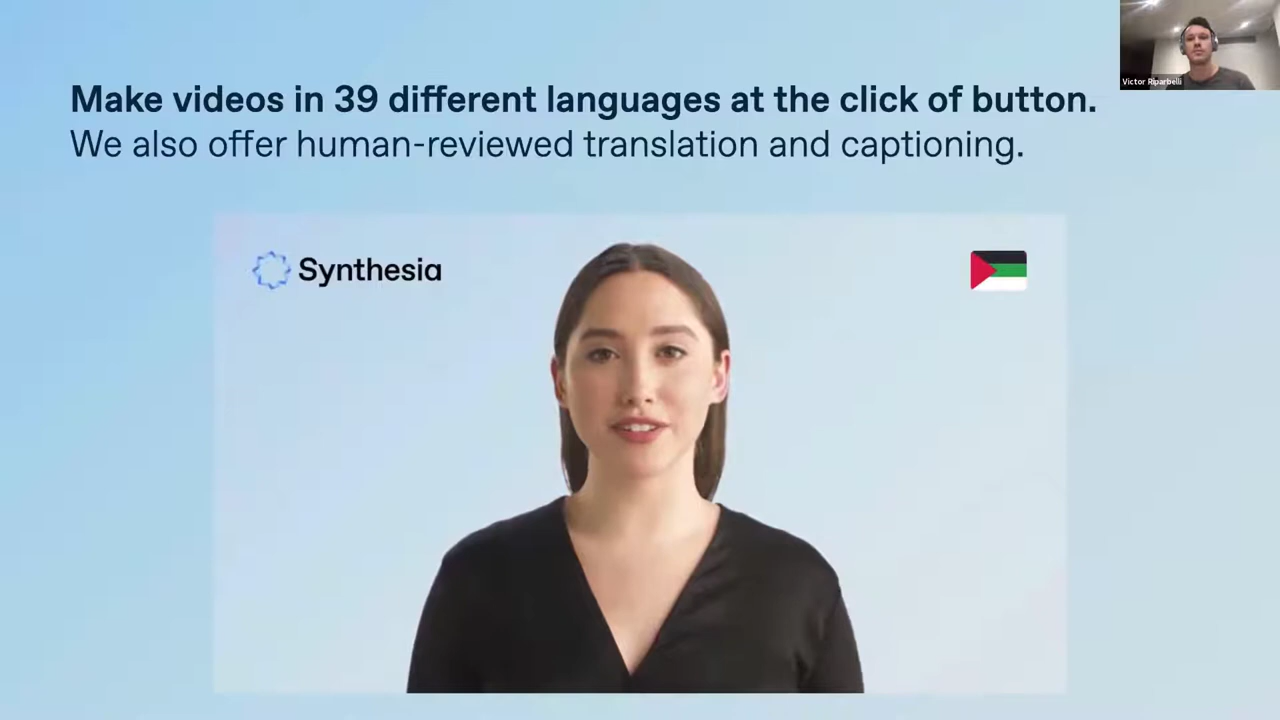 Make videos in 39 different languages at the click of button.
We also offer human-reviewed translation and captioning.
Victor Riparbelli
Synthesia